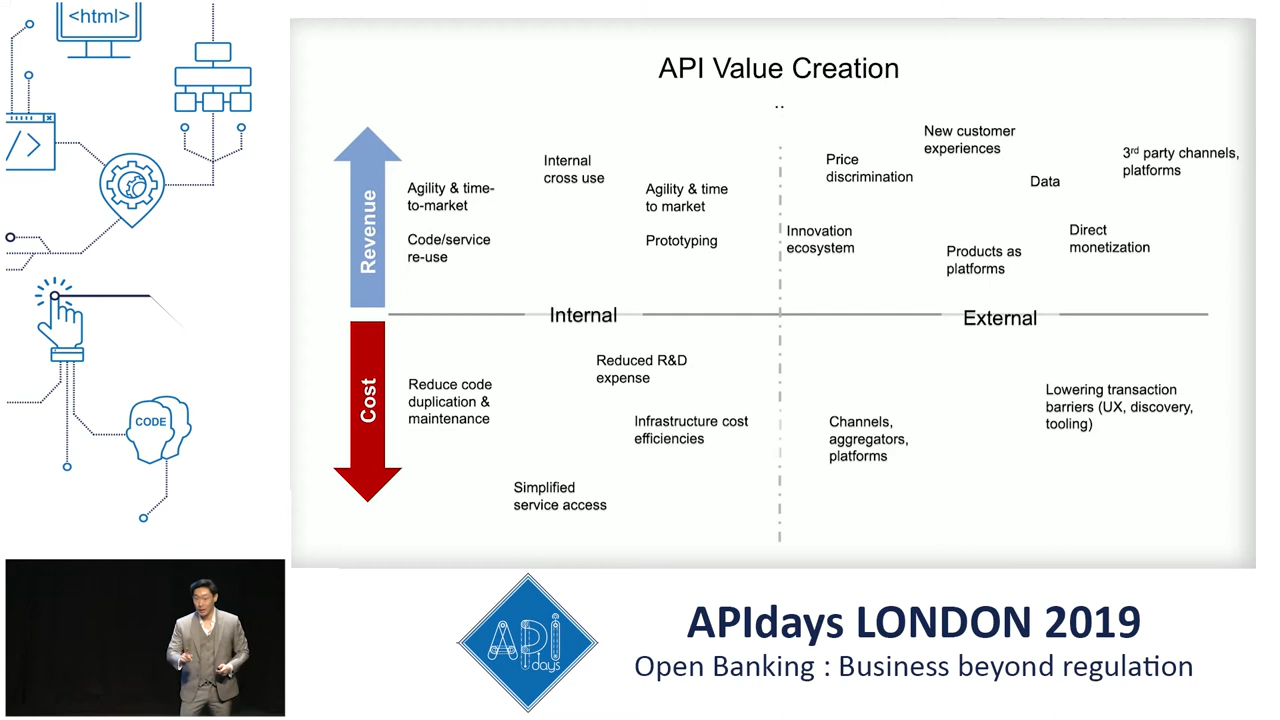 <html>
</>
CODE
API Value Creation
..
Revenue
Agility & time-
to-market
Code/service
re-use
Internal
cross use
Agility & time
to market
Prototyping
Price
discrimination
New customer
experiences
Data
3rd party channels,
platforms
Innovation
ecosystem
Products as
platforms
Direct
monetization
Internal
External
Cost
Reduce code
duplication &
maintenance
Reduced R&D
expense
Infrastructure cost
efficiencies
Simplified
service access
Channels,
aggregators,
platforms
Lowering transaction
barriers (UX, discovery,
tooling)
APi
days
APIdays LONDON 2019
Open Banking : Business beyond regulation